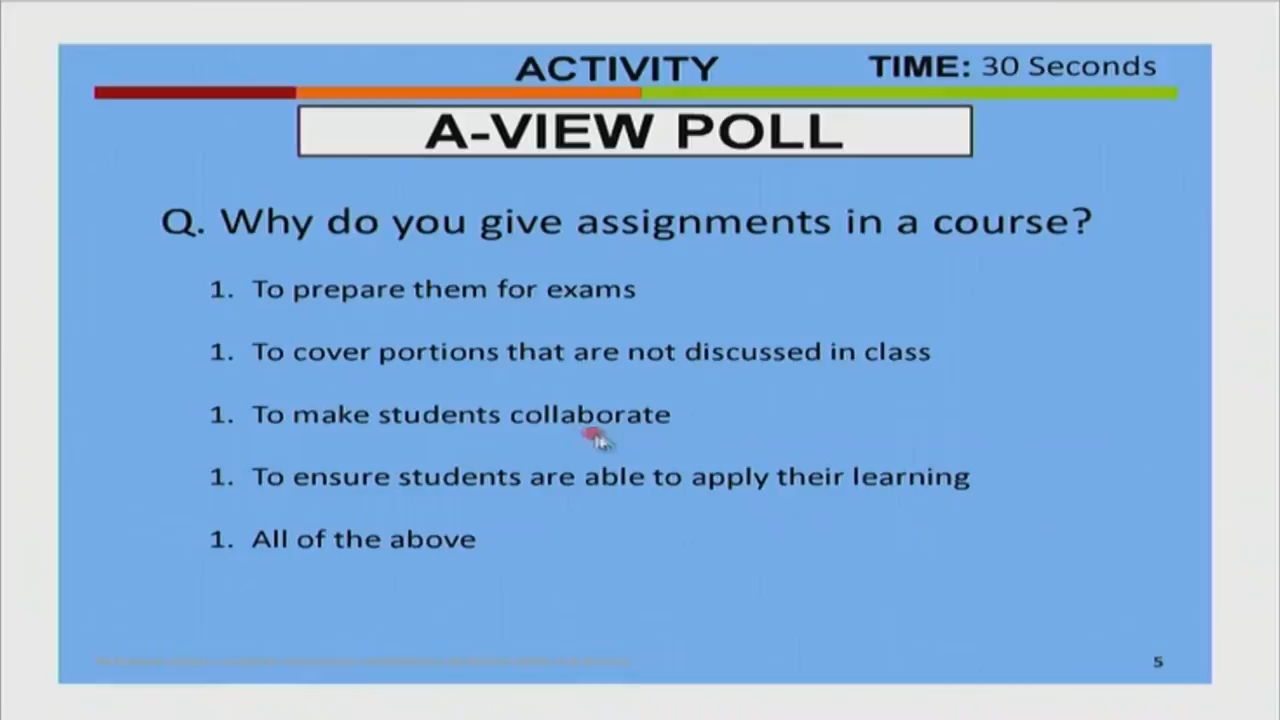 ACTIVITY
TIME: 30 Seconds
A-VIEW POLL
Q. Why do you give assignments in a course?
1. To prepare them for exams
1. To cover portions that are not discussed in class
1. To make students collaborate
1. To ensure students are able to apply their learning
1. All of the above
5